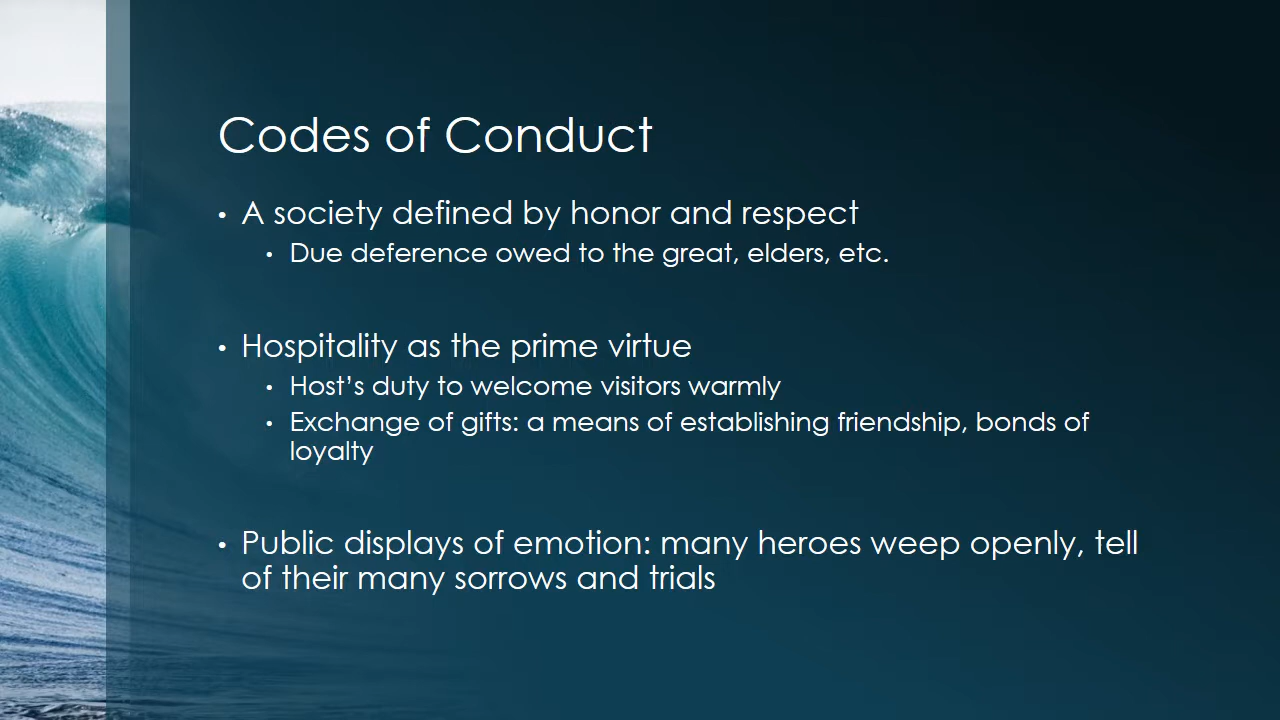 Codes of Conduct
• A society defined by honor and respect
• Due deference owed to the great, elders, etc.
• Hospitality as the prime virtue
• Host’s duty to welcome visitors warmly
• Exchange of gifts: a means of establishing friendship, bonds of
loyalty
• Public displays of emotion: many heroes weep openly, tell
of their many sorrows and trials